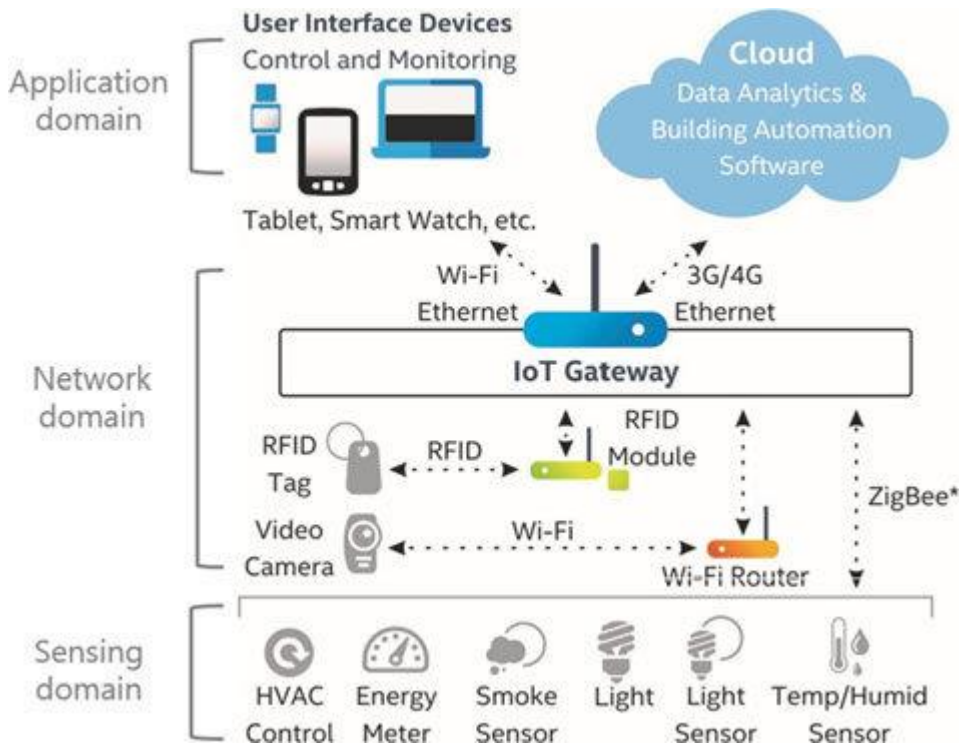 User Interface Devices
Control and Monitoring
Application
domain
Tablet, Smart Watch, etc.
Cloud
Data Analytics &
Building Automation
Software
Wi-Fi
Ethernet
3G/4G
Ethernet
IoT Gateway
Network
domain
RFID
Tag
RFID
RFID
Module
ZigBee*
Video
Camera
Wi-Fi
Wi-Fi Router
Sensing
domain
HVAC
Control
Energy
Meter
Smoke
Sensor
Light
Light
Sensor
Temp/Humid
Sensor